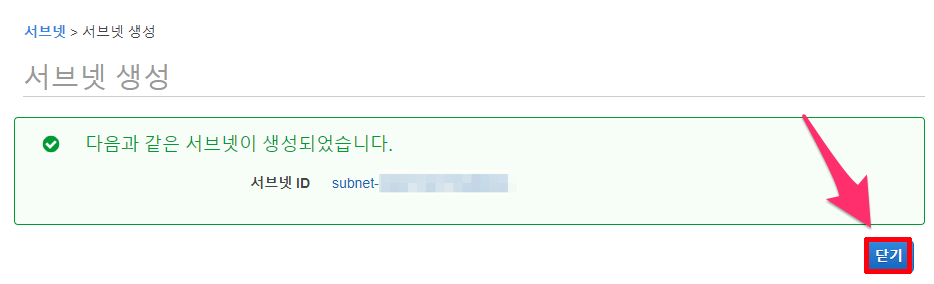 서브넷 > 서브넷 생성
서브넷 생성
다음과 같은 서브넷이 생성되었습니다.
서브넷 ID subnet-
닫기